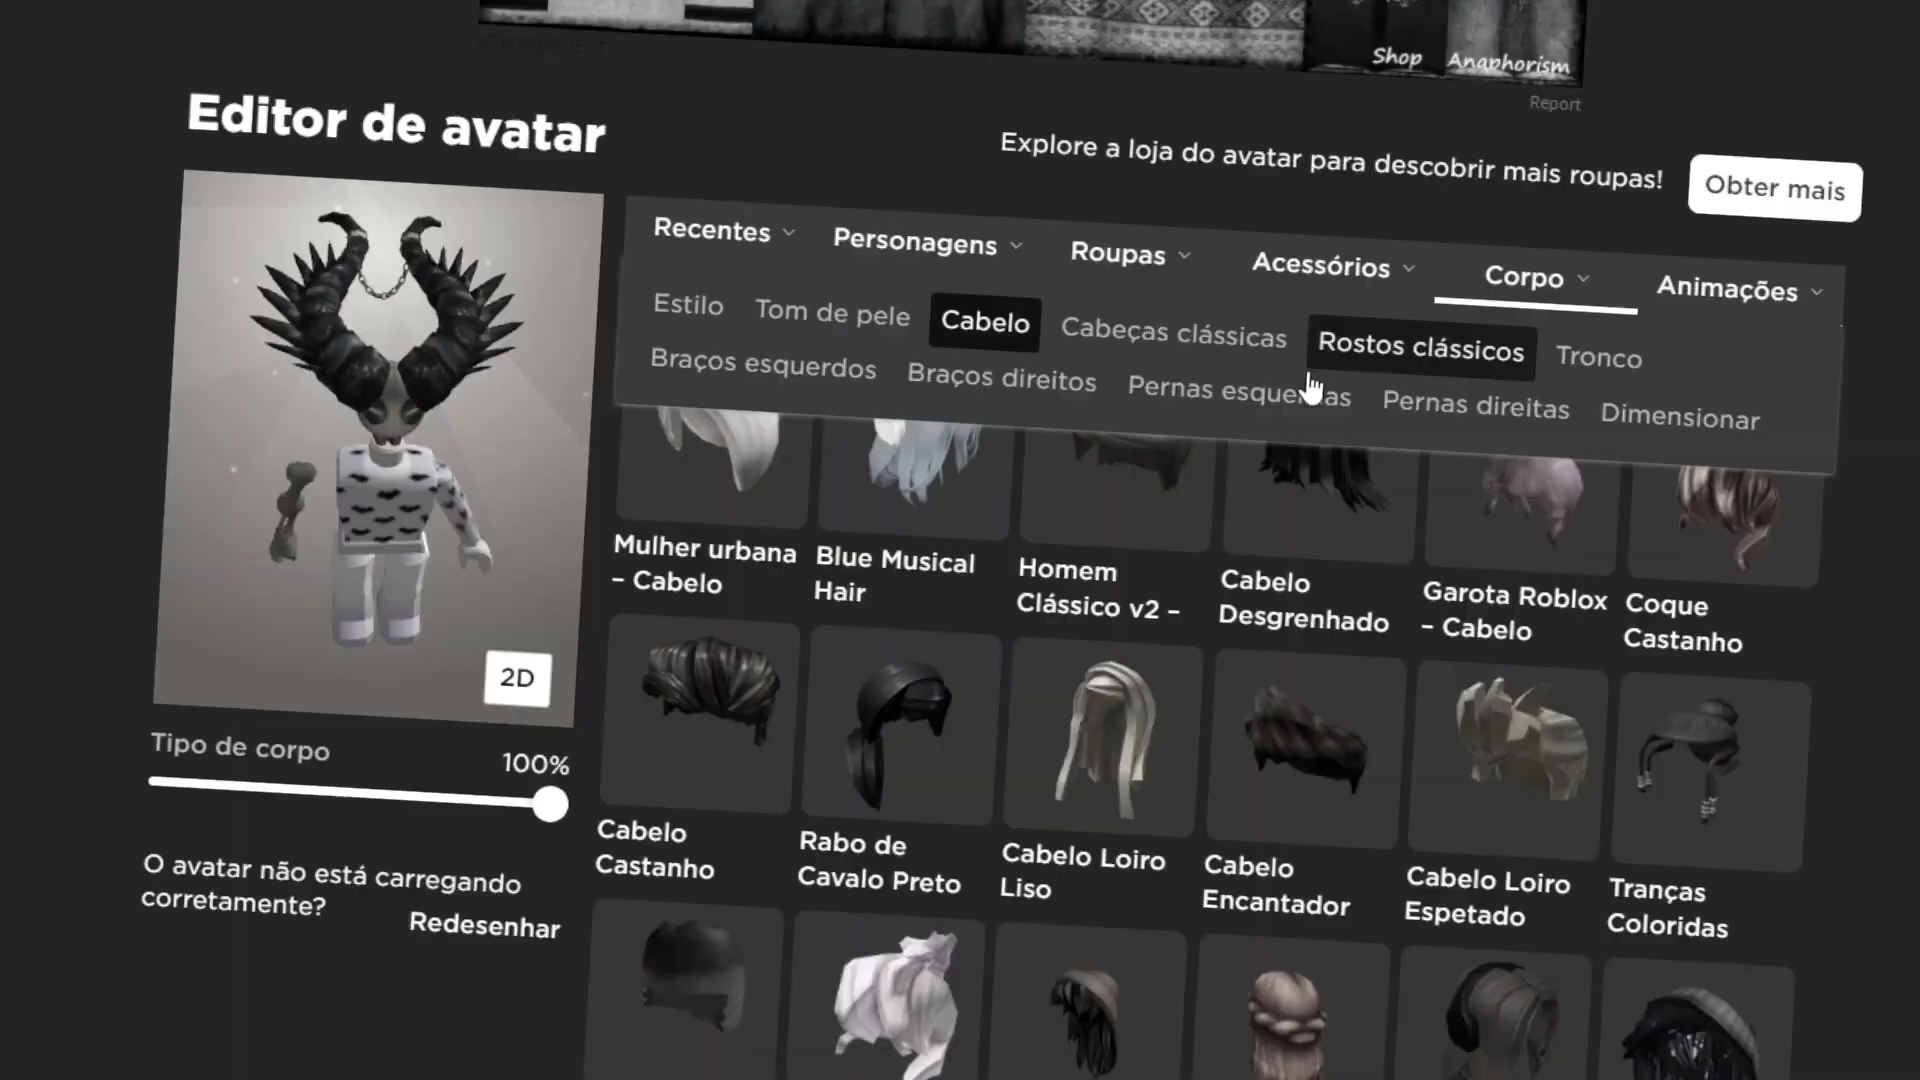 Shop Anaphorism
Report
Editor de avatar
Explore a loja do avatar para descobrir mais roupas!
Obter mais
Recentes Personagens Roupas Acessórios Corpo Animações
Estilo Tom de pele Cabelo Cabeças clássicas Rostos clássicos Tronco
Braços esquerdos Braços direitos Pernas Pernas direitas Dimensionar
Mulher urbana
– Cabelo
Blue Musical
Hair
Homem
Clássico v2 –
Cabelo
Desgrenhado
Garota Roblox
– Cabelo
Coque
Castanho
2D
Tipo de corpo
100%
Cabelo
Castanho
Rabo de
Cavalo Preto
Cabelo Loiro
Liso
Cabelo
Encantador
Cabelo Loiro
Espetado
Tranças
Coloridas
O avatar não está carregando
corretamente?
Redesenhar